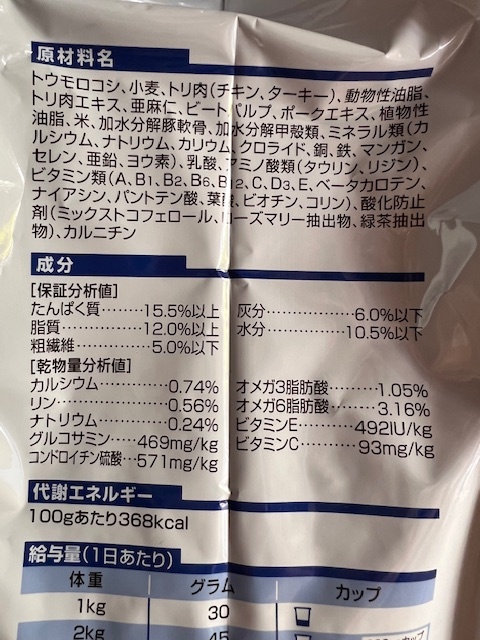 原材料名
トウモロコシ、小麦、トリ肉(チキン、ターキー)、動物性油脂、
トリ肉エキス、亜麻仁、ビートパルプ、ポークエキス、植物性
油脂、米、加水分解豚軟骨、加水分解甲殻類、ミネラル類(カ
ルシウム、ナトリウム、カリウム、クロライド、銅、鉄、マンガン、
セレン、亜鉛、ヨウ素)、乳酸、アミノ酸類(タウリン、リジン)、
ビタミン類(A、B1、B2、B6、B12、C、D3、E、ベータカロテン、
ナイアシン、パントテン酸、葉酸、ビオチン、コリン)、酸化防止
剤(ミックストコフェロール、ローズマリー抽出物、緑茶抽出
物)、カルニチン
成分
[保証分析値]
たんぱく質………15.5%以上 灰分………………6.0%以下
脂質………………12.0%以上 水分………………10.5%以下
粗繊維……………5.0%以下
[乾物量分析値]
カルシウム…………0.74% オメガ3脂肪酸………1.05%
リン…………………0.56% オメガ6脂肪酸………3.16%
ナトリウム…………0.24% ビタミンE………492IU/kg
グルコサミン……469mg/kg ビタミンC………93mg/kg
コンドロイチン硫酸…571mg/kg
代謝エネルギー
100gあたり368kcal
給与量(1日あたり)
体重 グラム カップ
1kg 30
2kg 45